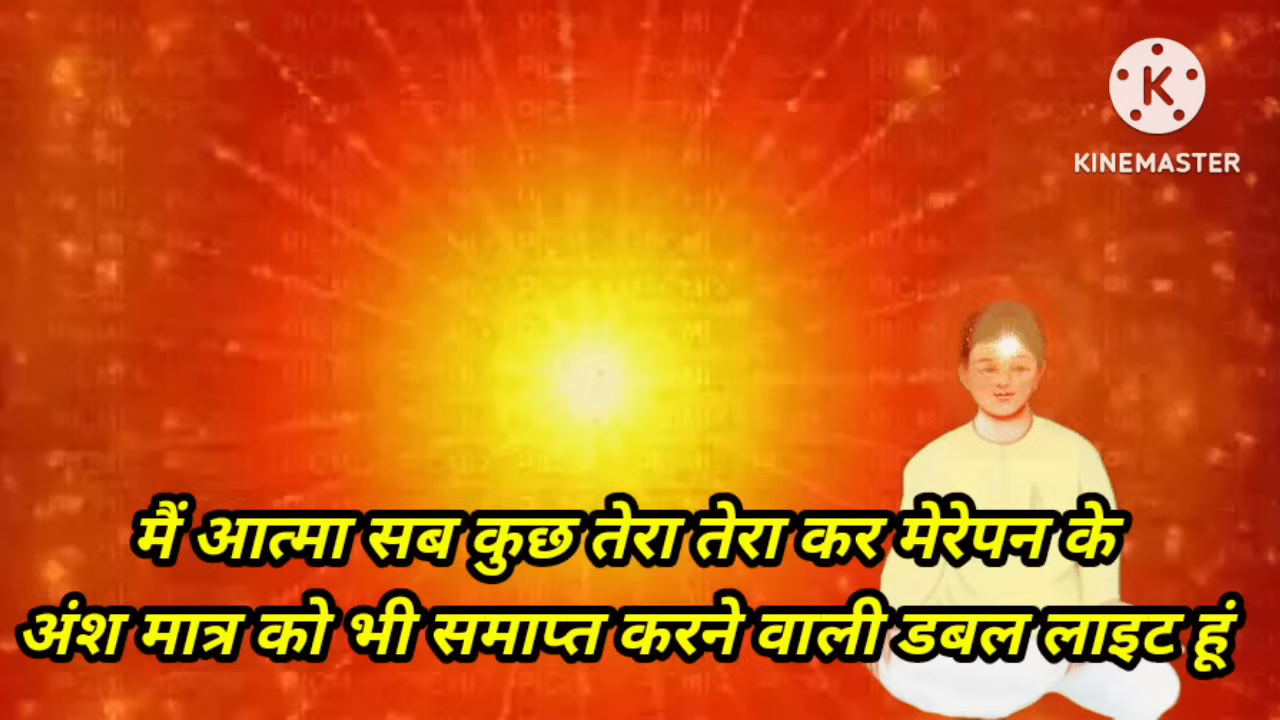 K
KINEMASTER
मैं आत्मा सब कुछ तेरा तेरा कर मेरेपन के
अंश मात्र को भी समाप्त करने वाली डबल लाइट हूं